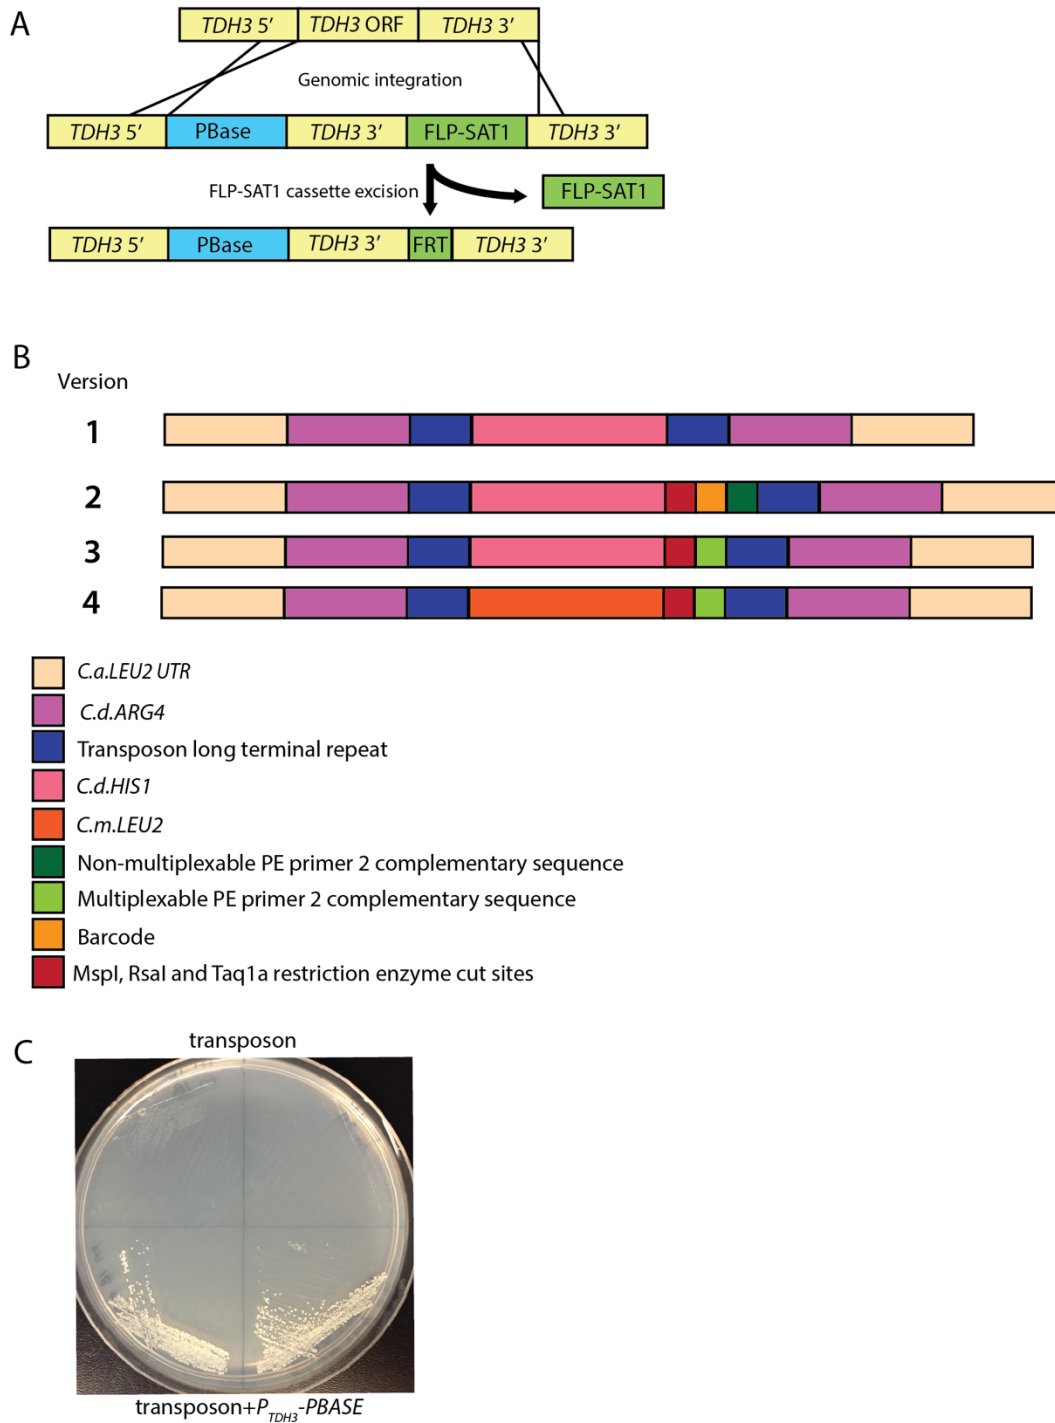 A
TDH3 5′ TDH3 ORF TDH3 3′
Genomic integration
TDH3 5′ PBase TDH3 3′ FLP-SAT1 TDH3 3′
FLP-SAT1 cassette excision FLP-SAT1
TDH3 5′ PBase TDH3 3′ FRT TDH3 3′
B
Version
1
2
3
4
C.a.LEU2 UTR
C.d.ARG4
Transposon long terminal repeat
C.d.HIS1
C.m.LEU2
Non-multiplexable PE primer 2 complementary sequence
Multiplexable PE primer 2 complementary sequence
Barcode
MspI, RsaI and Taq1a restriction enzyme cut sites
C
transposon
transposon+P_TDH3-PBASE